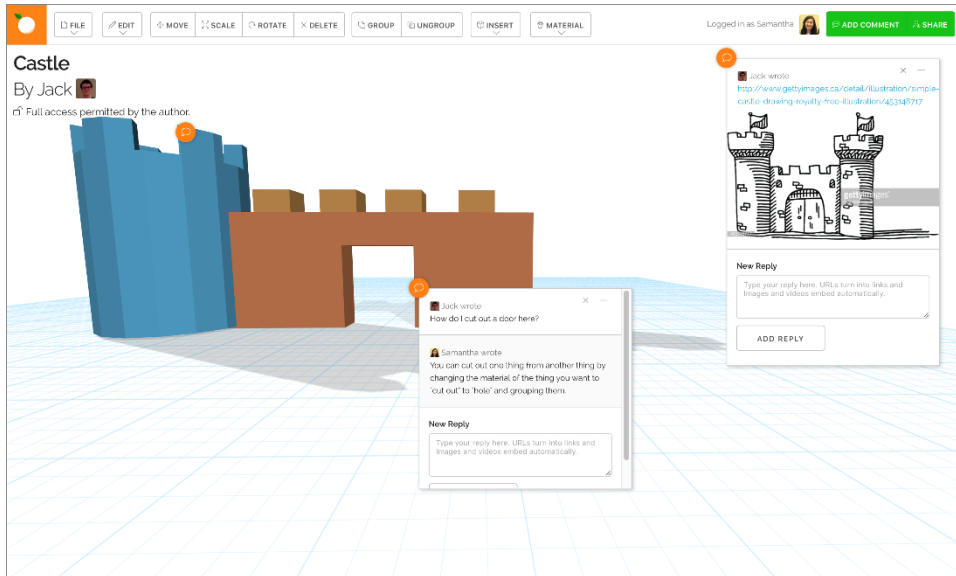 FILE EDIT MOVE SCALE ROTATE DELETE GROUP UNGROUP INSERT MATERIAL
Logged in as Samantha
ADD COMMENT SHARE
Castle
By Jack
Full access permitted by the author.
Jack wrote
http://www.gettyimages.ca/detail/illustration/simple-
castle-drawing-royalty-free-illustration/453148717
gettyimages
New Reply
Type your reply here. URLs turn into links and
Images and videos embed automatically.
ADD REPLY
Jack wrote
How do I cut out a door here?
Samantha wrote
You can cut out one thing from another thing by
changing the material of the thing you want to
"cut out" to "hole" and grouping them.
New Reply
Type your reply here. URLs turn into links and
Images and videos embed automatically.